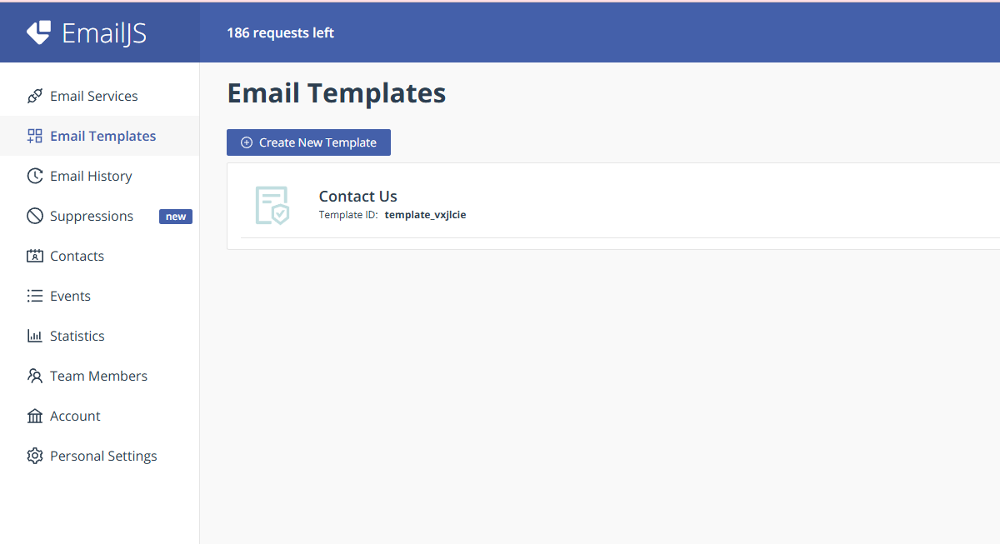 EmailJS
186 requests left
Email Services
Email Templates
Email History
Suppressions new
Contacts
Events
Statistics
Team Members
Account
Personal Settings
Email Templates
Create New Template
Contact Us
Template ID: template_vxjlcie